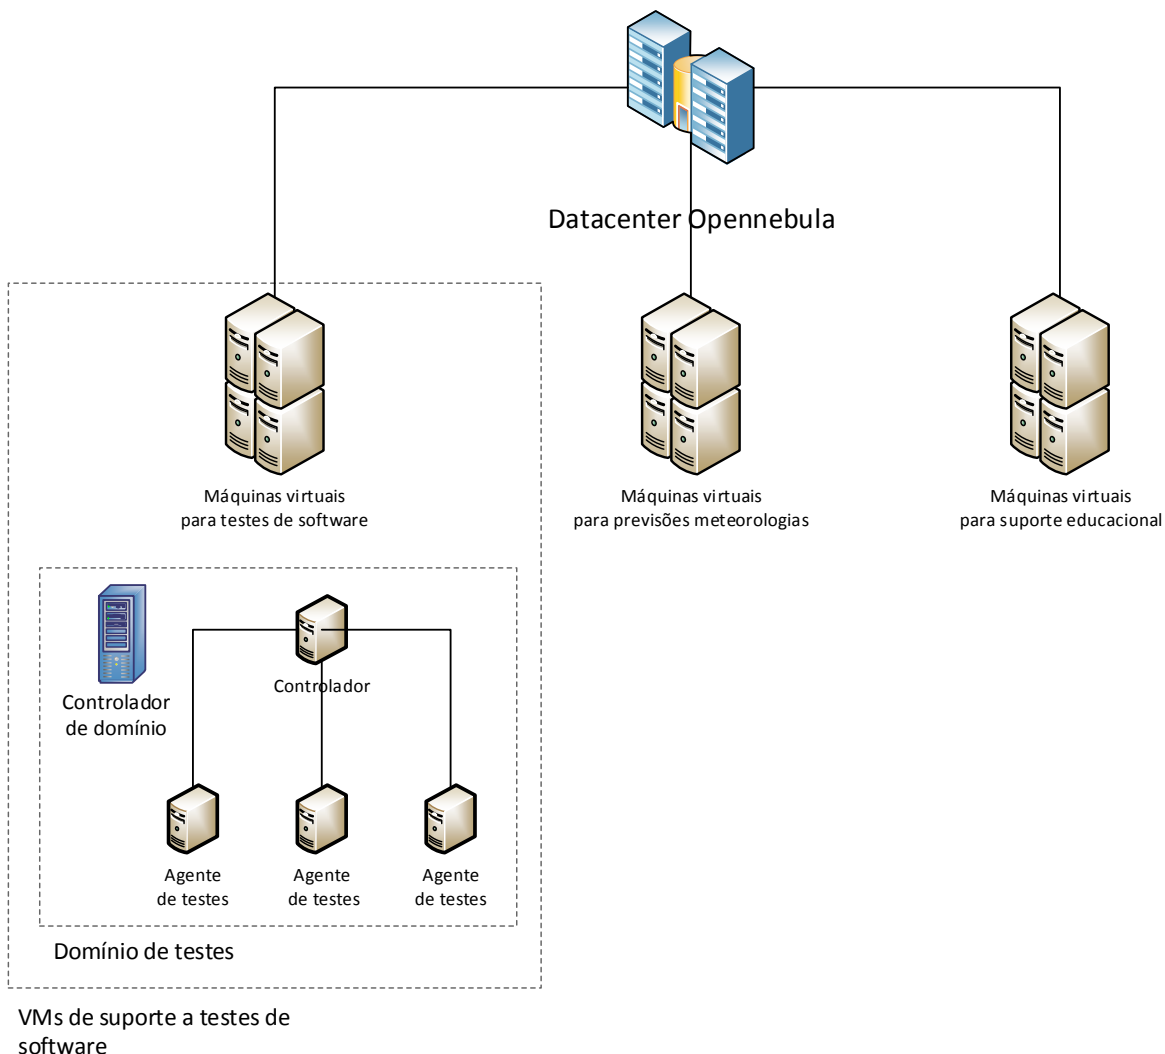 Datacenter Opennebula
Máquinas virtuais
para testes de software
Máquinas virtuais
para previsões meteorologias
Máquinas virtuais
para suporte educacional
Controlador
de domínio
Controlador
Agente
de testes
Agente
de testes
Agente
de testes
Domínio de testes
VMs de suporte a testes de
software